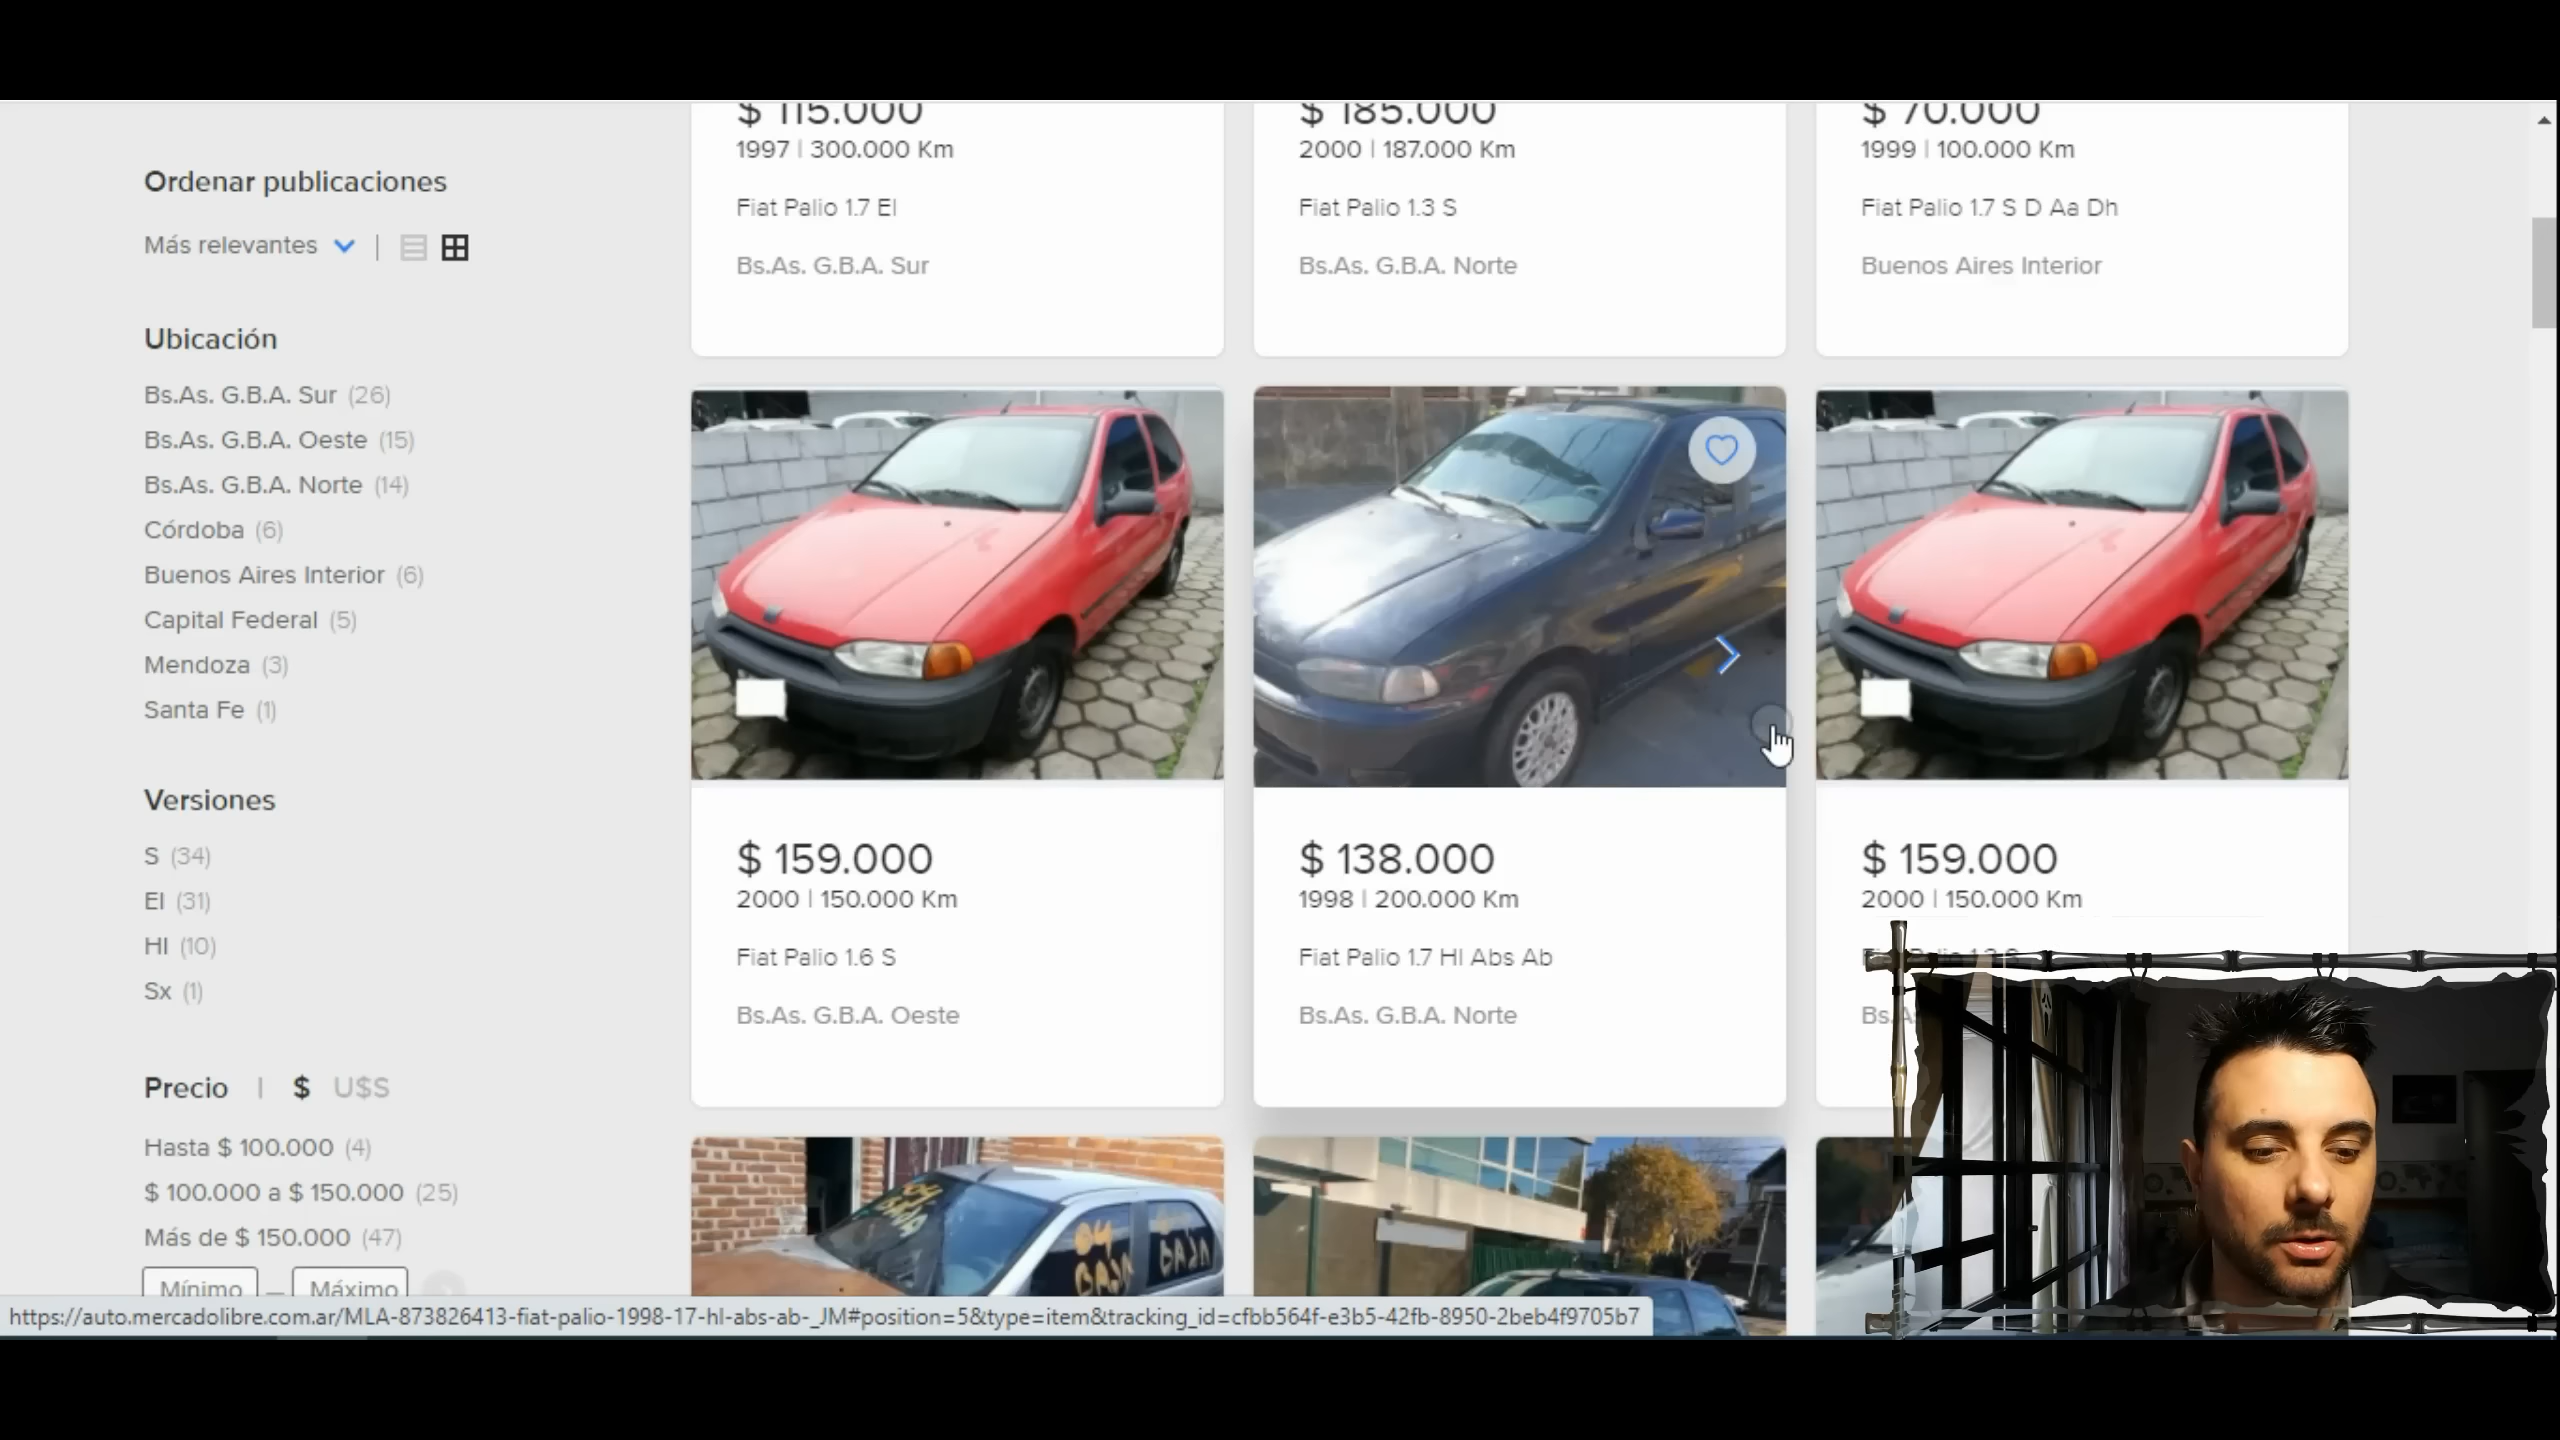 $ 115.000
1997 | 300.000 Km
Fiat Palio 1.7 El
Bs.As. G.B.A. Sur
$ 185.000
2000 | 187.000 Km
Fiat Palio 1.3 S
Bs.As. G.B.A. Norte
$ 70.000
1999 | 100.000 Km
Fiat Palio 1.7 S D Aa Dh
Buenos Aires Interior
Ordenar publicaciones
Más relevantes
Ubicación
Bs.As. G.B.A. Sur (26)
Bs.As. G.B.A. Oeste (15)
Bs.As. G.B.A. Norte (14)
Córdoba (6)
Buenos Aires Interior (6)
Capital Federal (5)
Mendoza (3)
Santa Fe (1)
Versiones
S (34)
El (31)
Hl (10)
Sx (1)
Precio | $ U$S
Hasta $ 100.000 (4)
$ 100.000 a $ 150.000 (25)
Más de $ 150.000 (47)
Mínimo – Máximo
$ 159.000
2000 | 150.000 Km
Fiat Palio 1.6 S
Bs.As. G.B.A. Oeste
$ 138.000
1998 | 200.000 Km
Fiat Palio 1.7 Hl Abs Ab
Bs.As. G.B.A. Norte
$ 159.000
2000 | 150.000 Km
04
BAJA
BAJA
https://auto.mercadolibre.com.ar/MLA-873826413-fiat-palio-1998-17-hl-abs-ab-_JM#position=5&type=item&tracking_id=cfbb564f-e3b5-42fb-8950-2beb4f9705b7